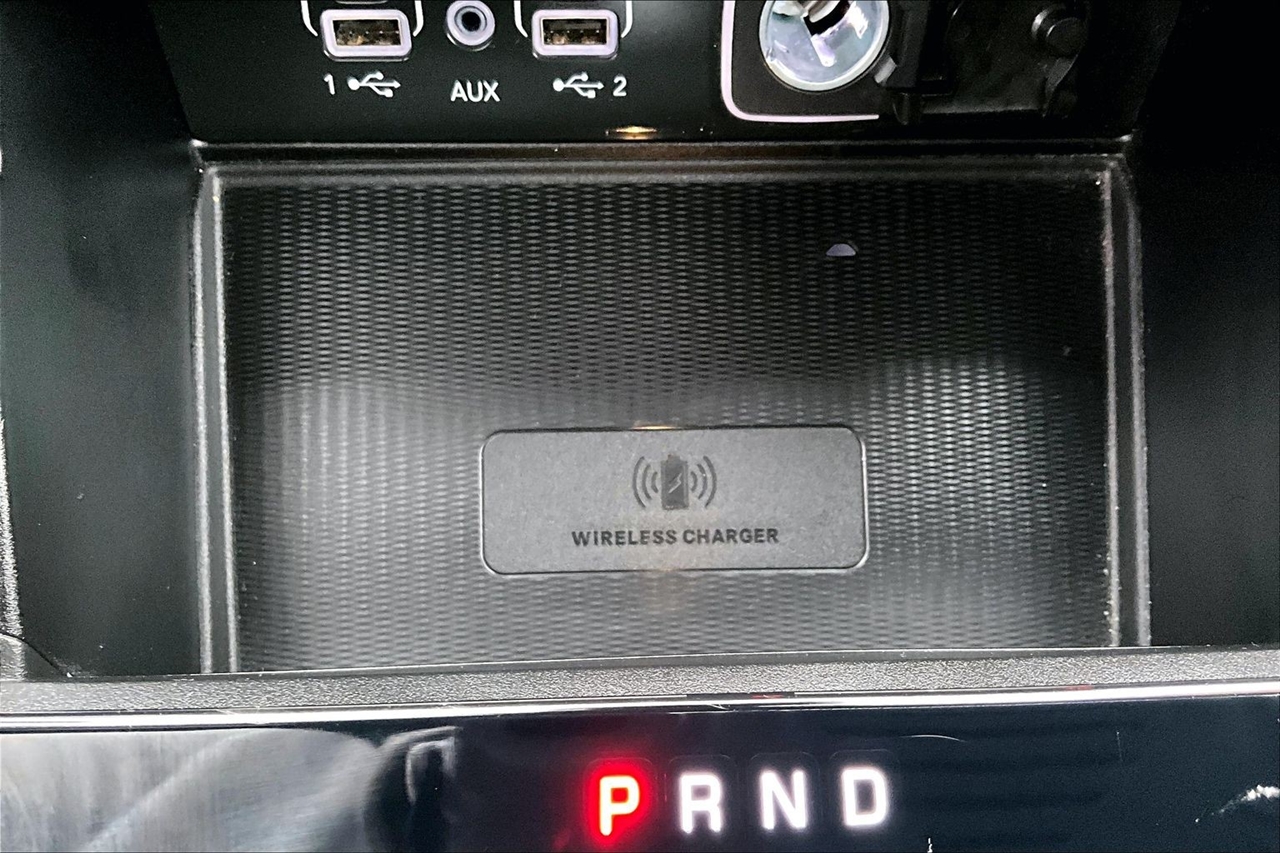 1 AUX 2
WIRELESS CHARGER
P R N D